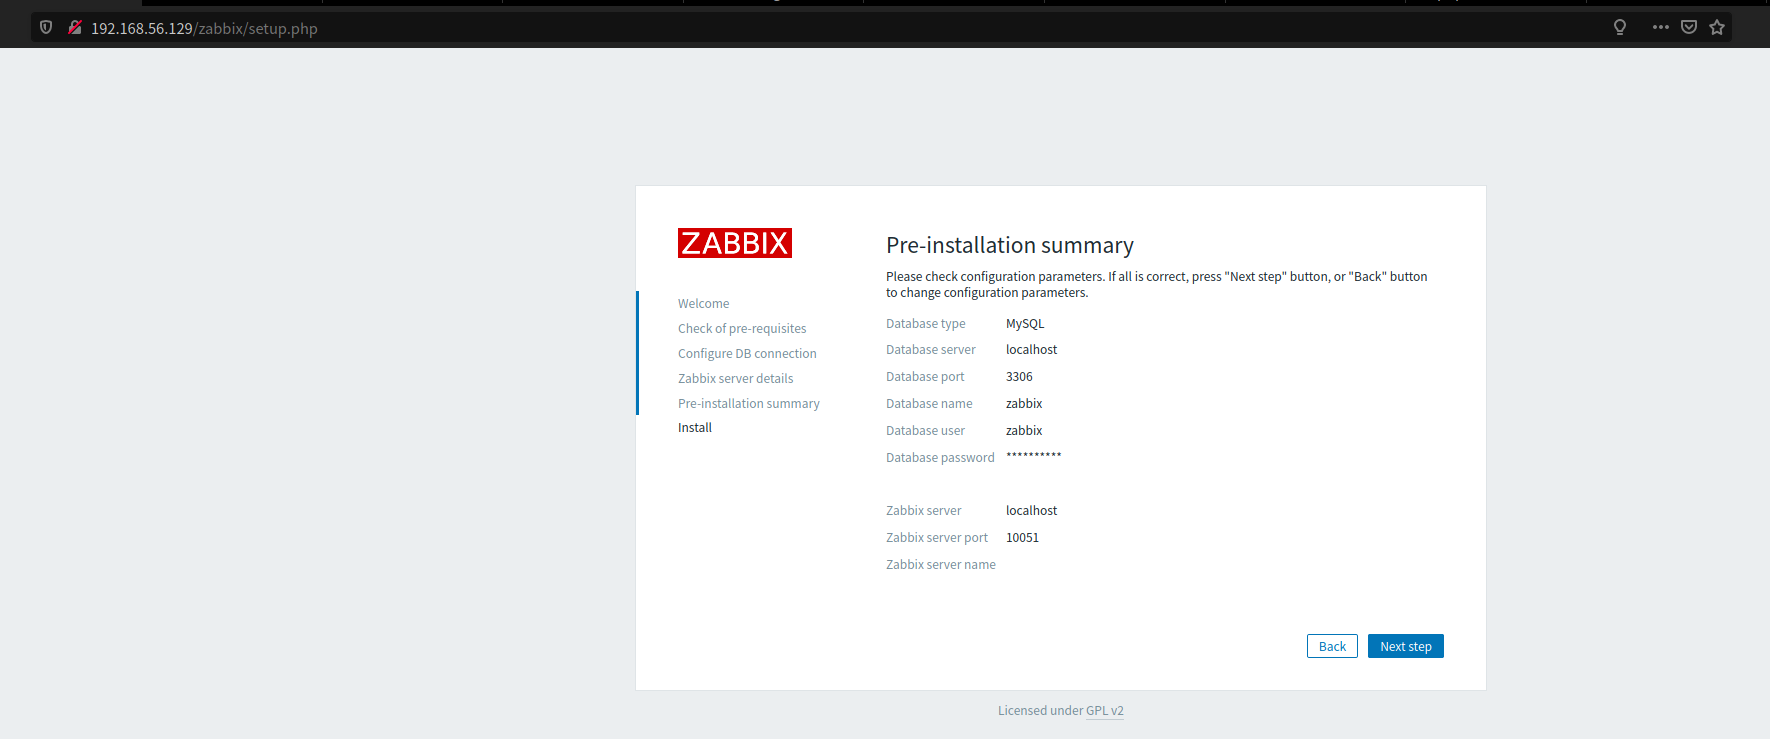 192.168.56.129/zabbix/setup.php
ZABBIX
Welcome
Check of pre-requisites
Configure DB connection
Zabbix server details
Pre-installation summary
Install
Pre-installation summary
Please check configuration parameters. If all is correct, press "Next step" button, or "Back" button
to change configuration parameters.
Database type MySQL
Database server localhost
Database port 3306
Database name zabbix
Database user zabbix
Database password **********
Zabbix server localhost
Zabbix server port 10051
Zabbix server name
Back Next step
Licensed under GPL v2